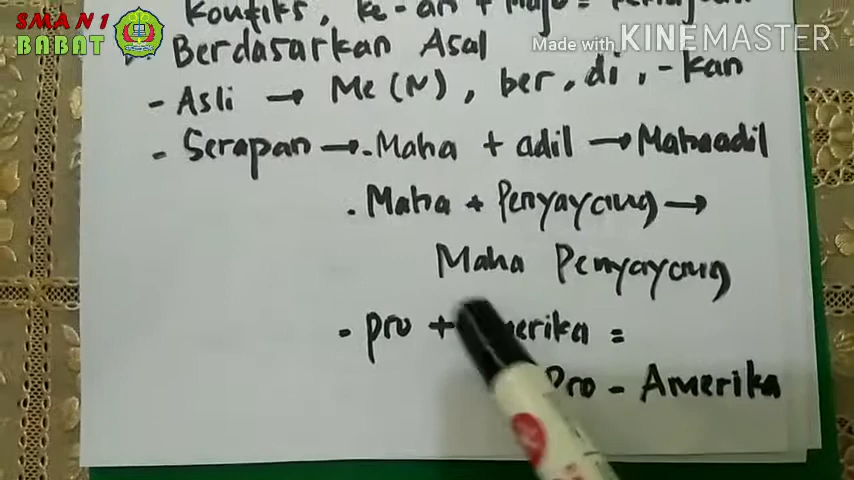 SMA N 1
BABAT
Made with KINEMASTER
Konfiks, ke-an + maju =
Berdasarkan Asal
- Asli → Me (N), ber, di, -kan
- Serapan → . Maha + adil → Mahaadil
. Maha + Penyayang →
Maha Penyayang
- pro + Amerika =
Pro - Amerika